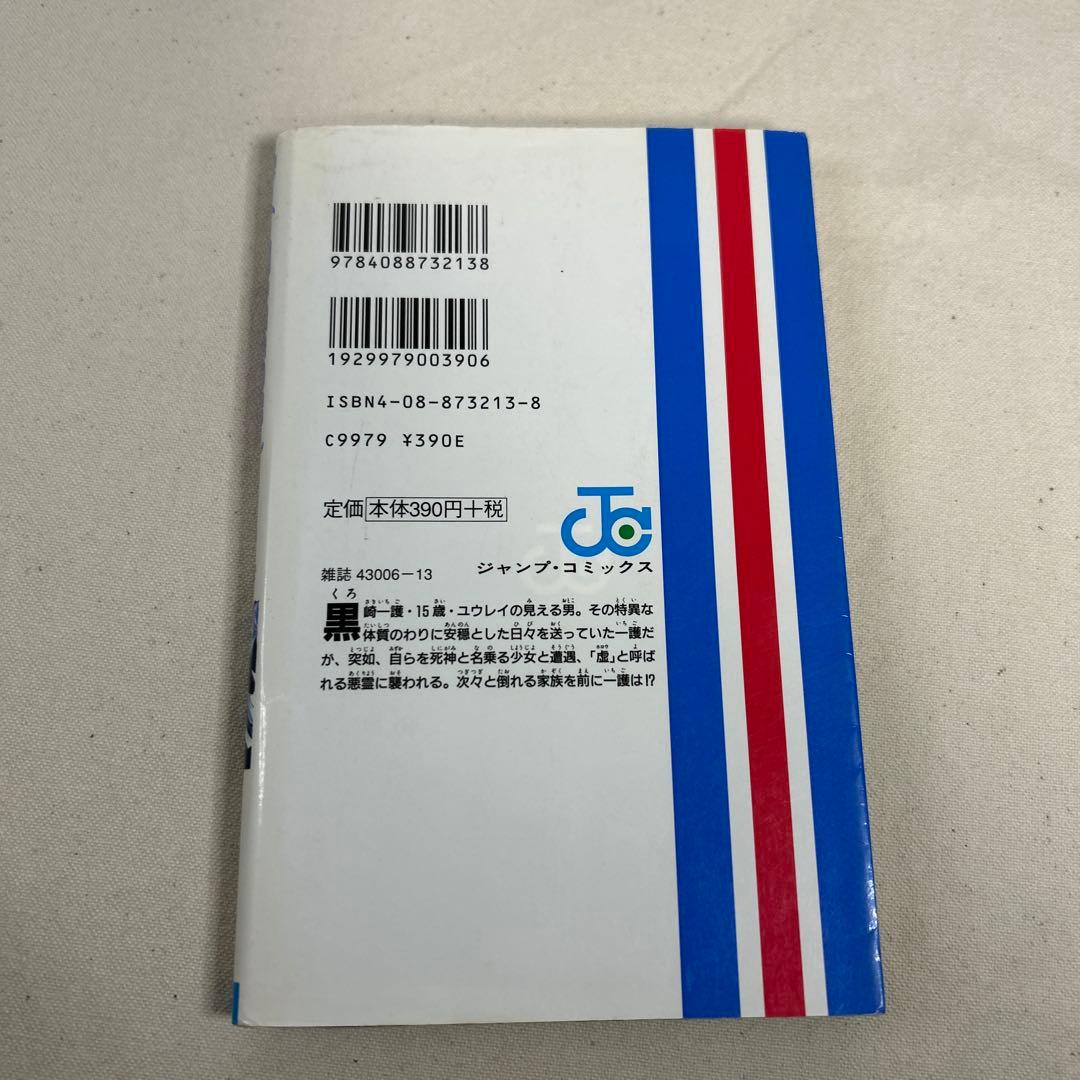 9784088732138
1929979003906
ISBN4-08-873213-8
C9979 ¥390E
定価 本体390円+税
JC
ジャンプ・コミックス
雑誌 43006-13
黒崎一護・15歳・ユウレイの見える男。その特異な
体質のわりに安穏とした日々を送っていた一護だ
が、突如、自らを死神と名乗る少女と遭遇、「虚」と呼ば
れる悪霊に襲われる。次々と倒れる家族を前に一護は!?